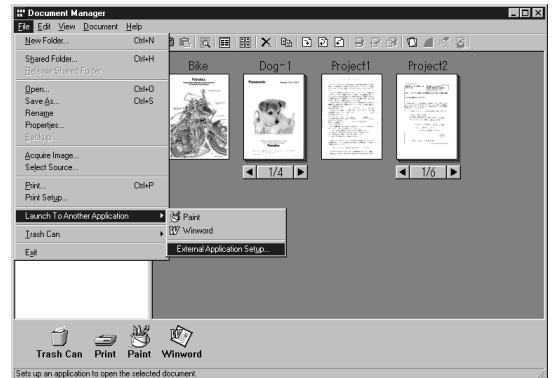 Document Manager
File Edit View Document Help
New Folder... Ctrl+N
Shared Folder... Ctrl+H
Release Shared Folder
Open... Ctrl+O
Save As... Ctrl+S
Rename
Properties...
Backup...
Acquire Image...
Select Source...
Print... Ctrl+P
Print Setup...
Launch To Another Application
Trash Can
Exit
Paint
Winword
External Application Setup...
Bike Dog-1 Project1 Project2
Panasonic
1/4 1/6
Trash Can Print Paint Winword
Sets up an application to open the selected document.